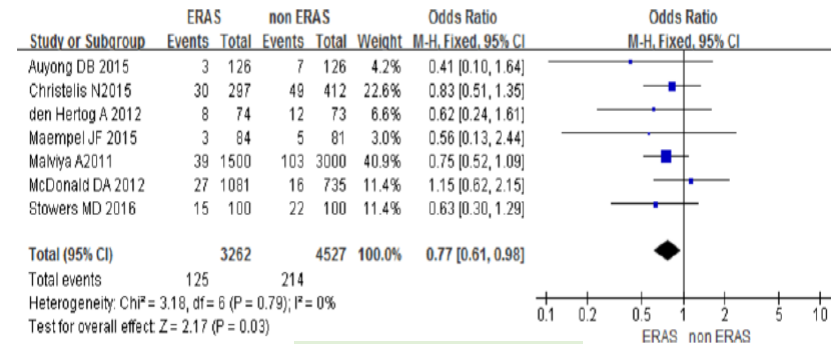 ERAS non ERAS Odds Ratio Odds Ratio
Study or Subgroup Events Total Events Total Weight M-H, Fixed, 95% CI M-H, Fixed, 95% CI
Auyong DB 2015 3 126 7 126 4.2% 0.41 [0.10, 1.64]
Christelis N2015 30 297 49 412 22.6% 0.83 [0.51, 1.35]
den Hertog A 2012 8 74 12 73 6.6% 0.62 [0.24, 1.61]
Maempel JF 2015 3 84 5 81 3.0% 0.56 [0.13, 2.44]
Malviya A2011 39 1500 103 3000 40.9% 0.75 [0.52, 1.09]
McDonald DA 2012 27 1081 16 735 11.4% 1.15 [0.62, 2.15]
Stowers MD 2016 15 100 22 100 11.4% 0.63 [0.30, 1.29]
Total (95% CI) 3262 4527 100.0% 0.77 [0.61, 0.98]
Total events 125 214
Heterogeneity: Chi² = 3.18, df = 6 (P = 0.79); I² = 0%
Test for overall effect: Z = 2.17 (P = 0.03)
0.1 0.2 0.5 1 2 5 10
ERAS non ERAS